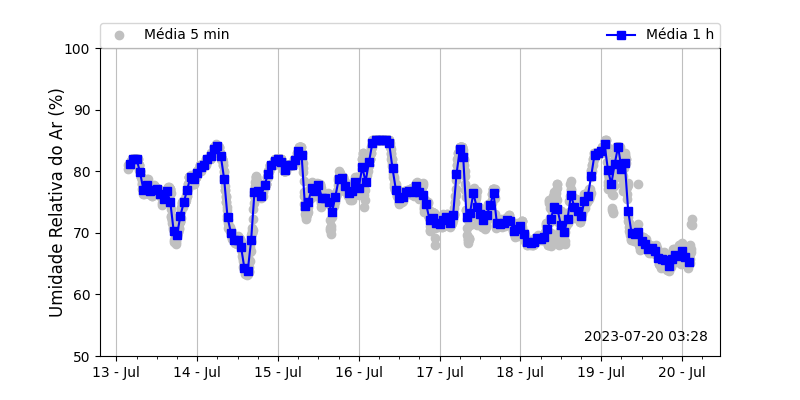 Média 5 min
Média 1 h
100
90
80
70
60
50
Umidade Relativa do Ar (%)
2023-07-20 03:28
13 - Jul
14 - Jul
15 - Jul
16 - Jul
17 - Jul
18 - Jul
19 - Jul
20 - Jul